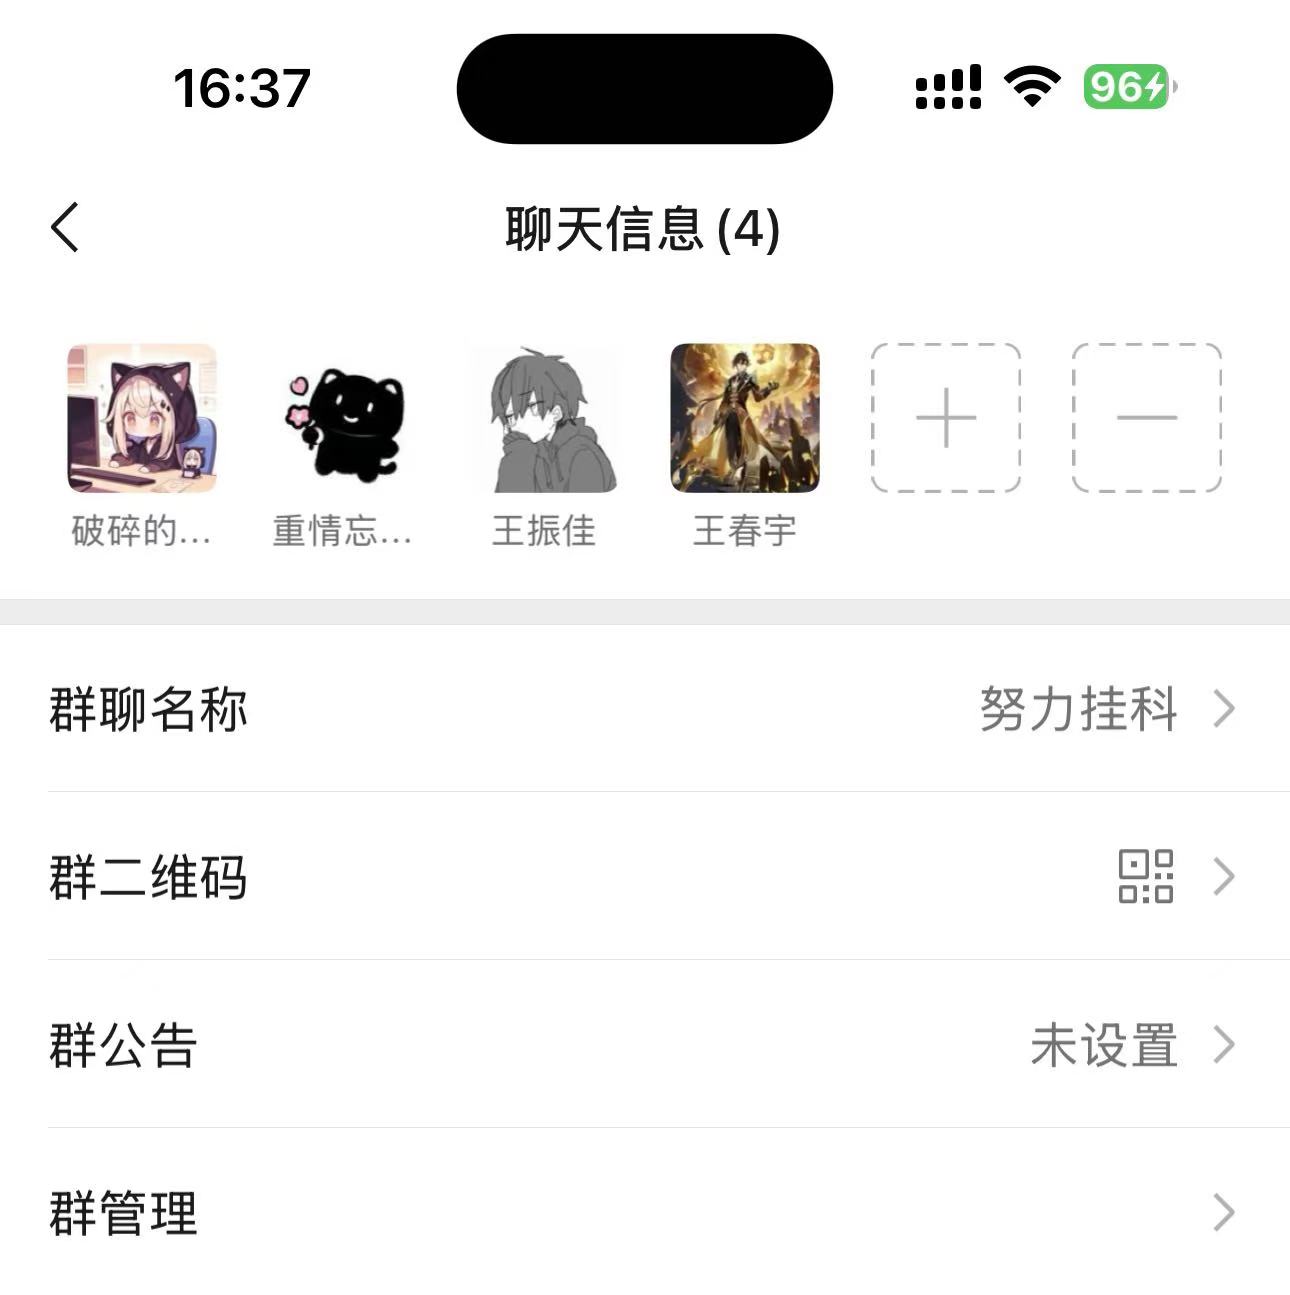 16:37 96
聊天信息(4)
破碎的... 重情忘... 王振佳 王春宇
群聊名称 努力挂科
群二维码
群公告 未设置
群管理